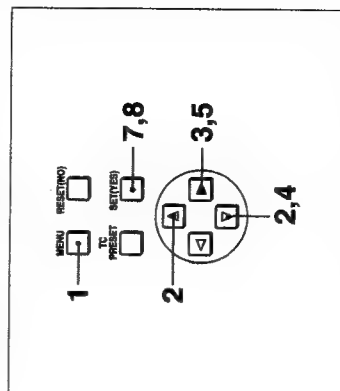 MENU RESET(NO)
1
TC
PRESET SET(YES)
7,8
2
3,5
2,4